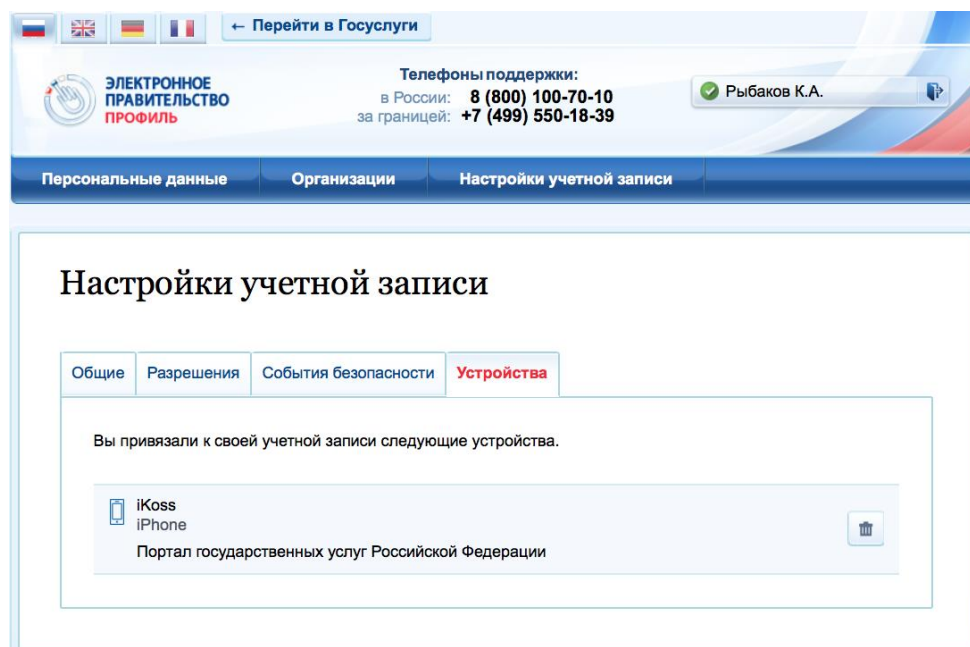 ← Перейти в Госуслуги
ЭЛЕКТРОННОЕ
ПРАВИТЕЛЬСТВО
ПРОФИЛЬ
Телефоны поддержки:
в России: 8 (800) 100-70-10
за границей: +7 (499) 550-18-39
Рыбаков К.А.
Персональные данные Организации Настройки учетной записи
Настройки учетной записи
Общие Разрешения События безопасности Устройства
Вы привязали к своей учетной записи следующие устройства.
iKoss
iPhone
Портал государственных услуг Российской Федерации